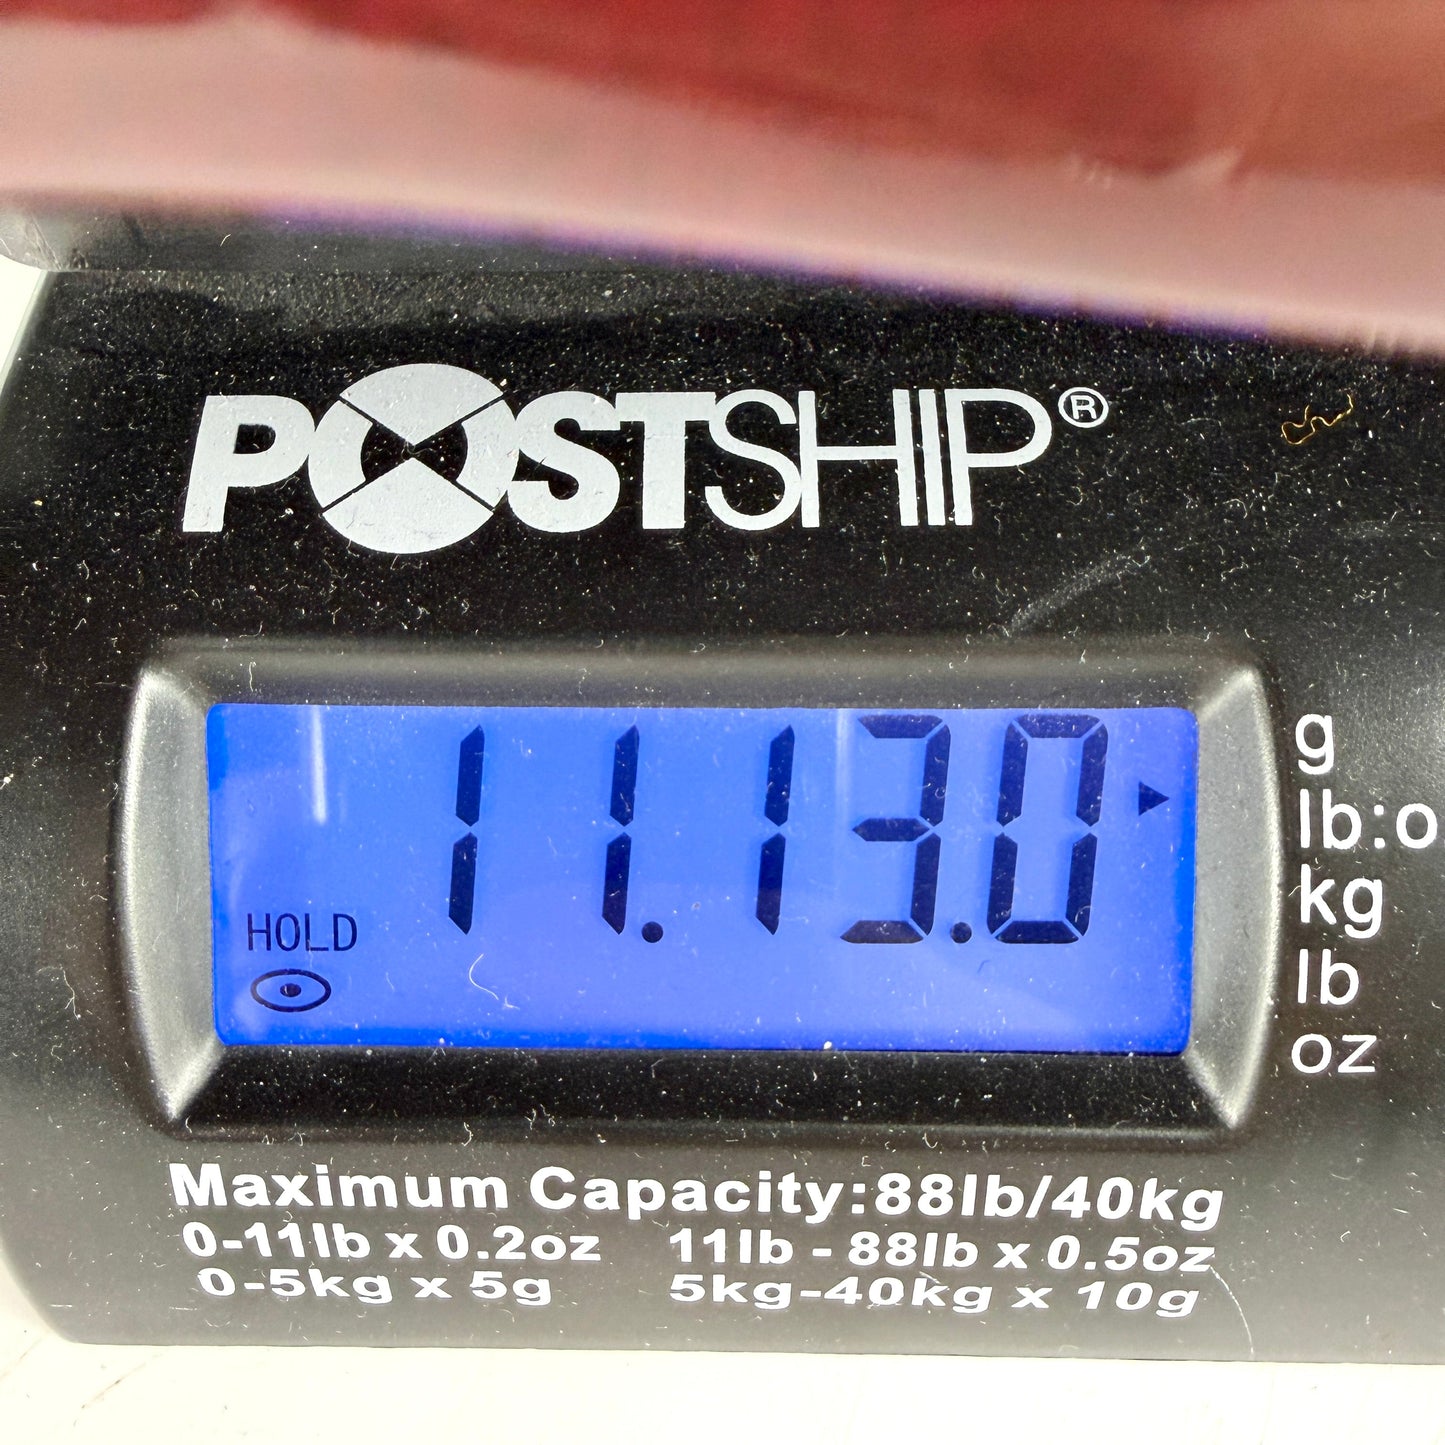 POSTSHIP®
11.13.0
HOLD
g
lb:o
kg
lb
oz
Maximum Capacity:88lb/40kg
0-11lb x 0.2oz 11lb - 88lb x 0.5oz
0-5kg x 5g 5kg-40kg x 10g